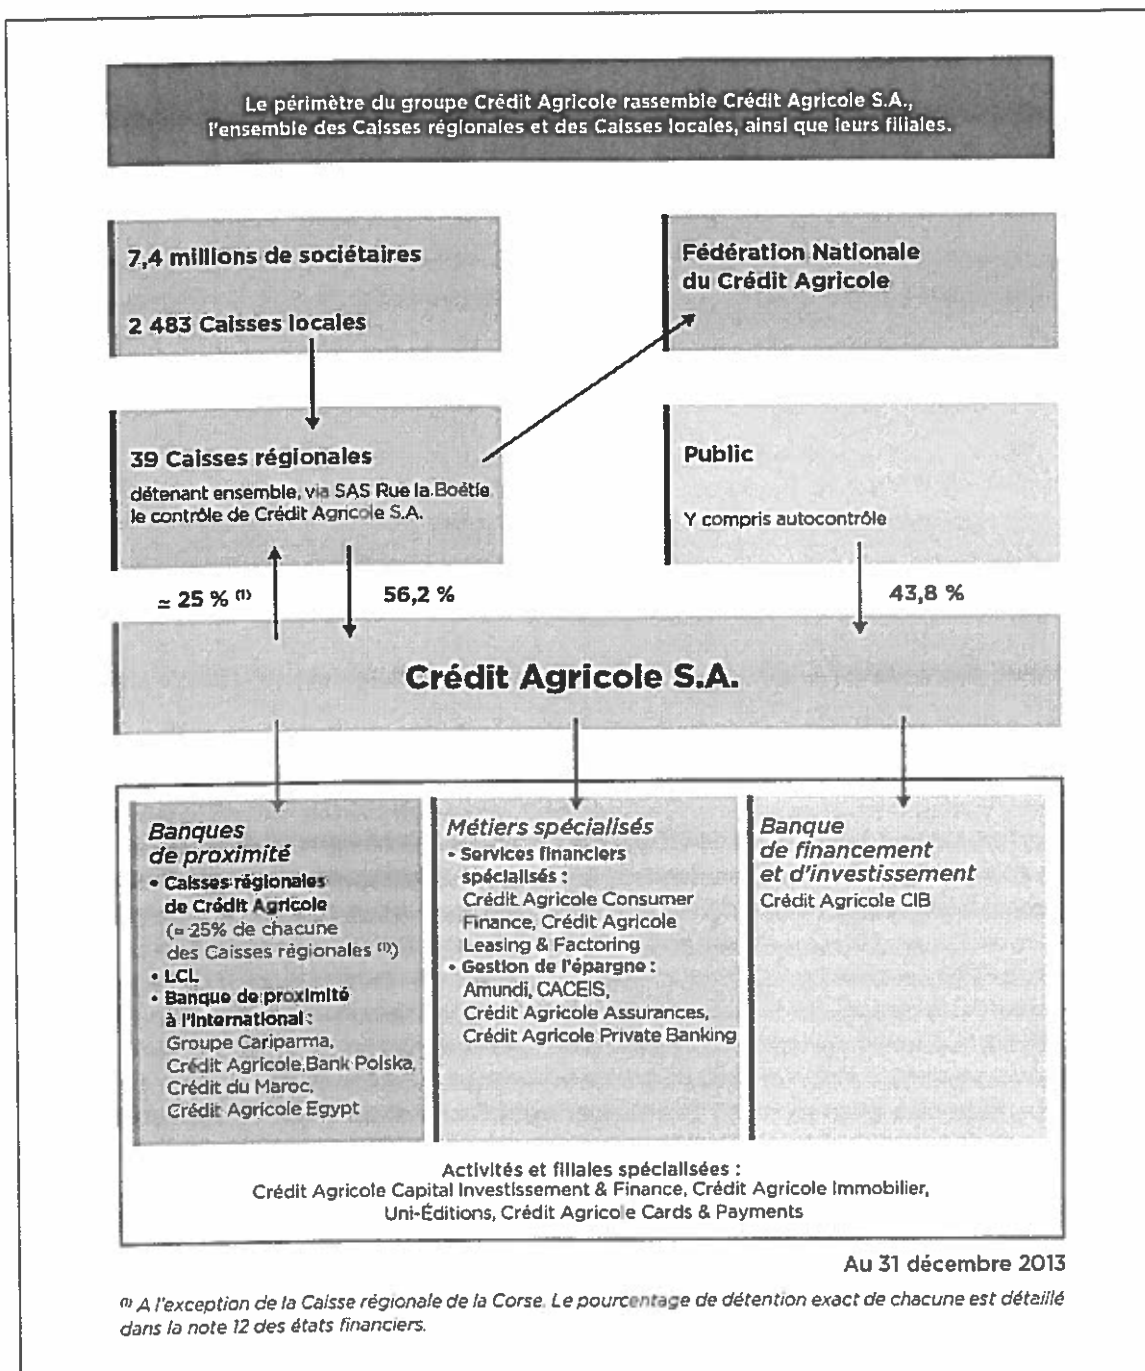 Le périmètre du groupe Crédit Agricole rassemble Crédit Agricole S.A.,
l'ensemble des Caisses régionales et des Caisses locales, ainsi que leurs filiales.
7,4 millions de sociétaires
2 483 Caisses locales
Fédération Nationale
du Crédit Agricole
39 Caisses régionales
détenant ensemble, via SAS Rue la Boétie,
le contrôle de Crédit Agricole S.A.
Public
Y compris autocontrôle
≃ 25 % (1)
56,2 %
43,8 %
Crédit Agricole S.A.
Banques
de proximité
• Caisses régionales
de Crédit Agricole
(≃ 25% de chacune
des Caisses régionales (1))
• LCL
• Banque de proximité
à l'International :
Groupe Cariparma,
Crédit Agricole Bank Polska,
Crédit du Maroc,
Crédit Agricole Egypt
Métiers spécialisés
• Services financiers
spécialisés :
Crédit Agricole Consumer
Finance, Crédit Agricole
Leasing & Factoring
• Gestion de l'épargne :
Amundi, CACEIS,
Crédit Agricole Assurances,
Crédit Agricole Private Banking
Banque
de financement
et d'investissement
Crédit Agricole CIB
Activités et filiales spécialisées :
Crédit Agricole Capital Investissement & Finance, Crédit Agricole Immobilier,
Uni-Éditions, Crédit Agricole Cards & Payments
Au 31 décembre 2013
(1) A l'exception de la Caisse régionale de la Corse. Le pourcentage de détention exact de chacune est détaillé
dans la note 12 des états financiers.